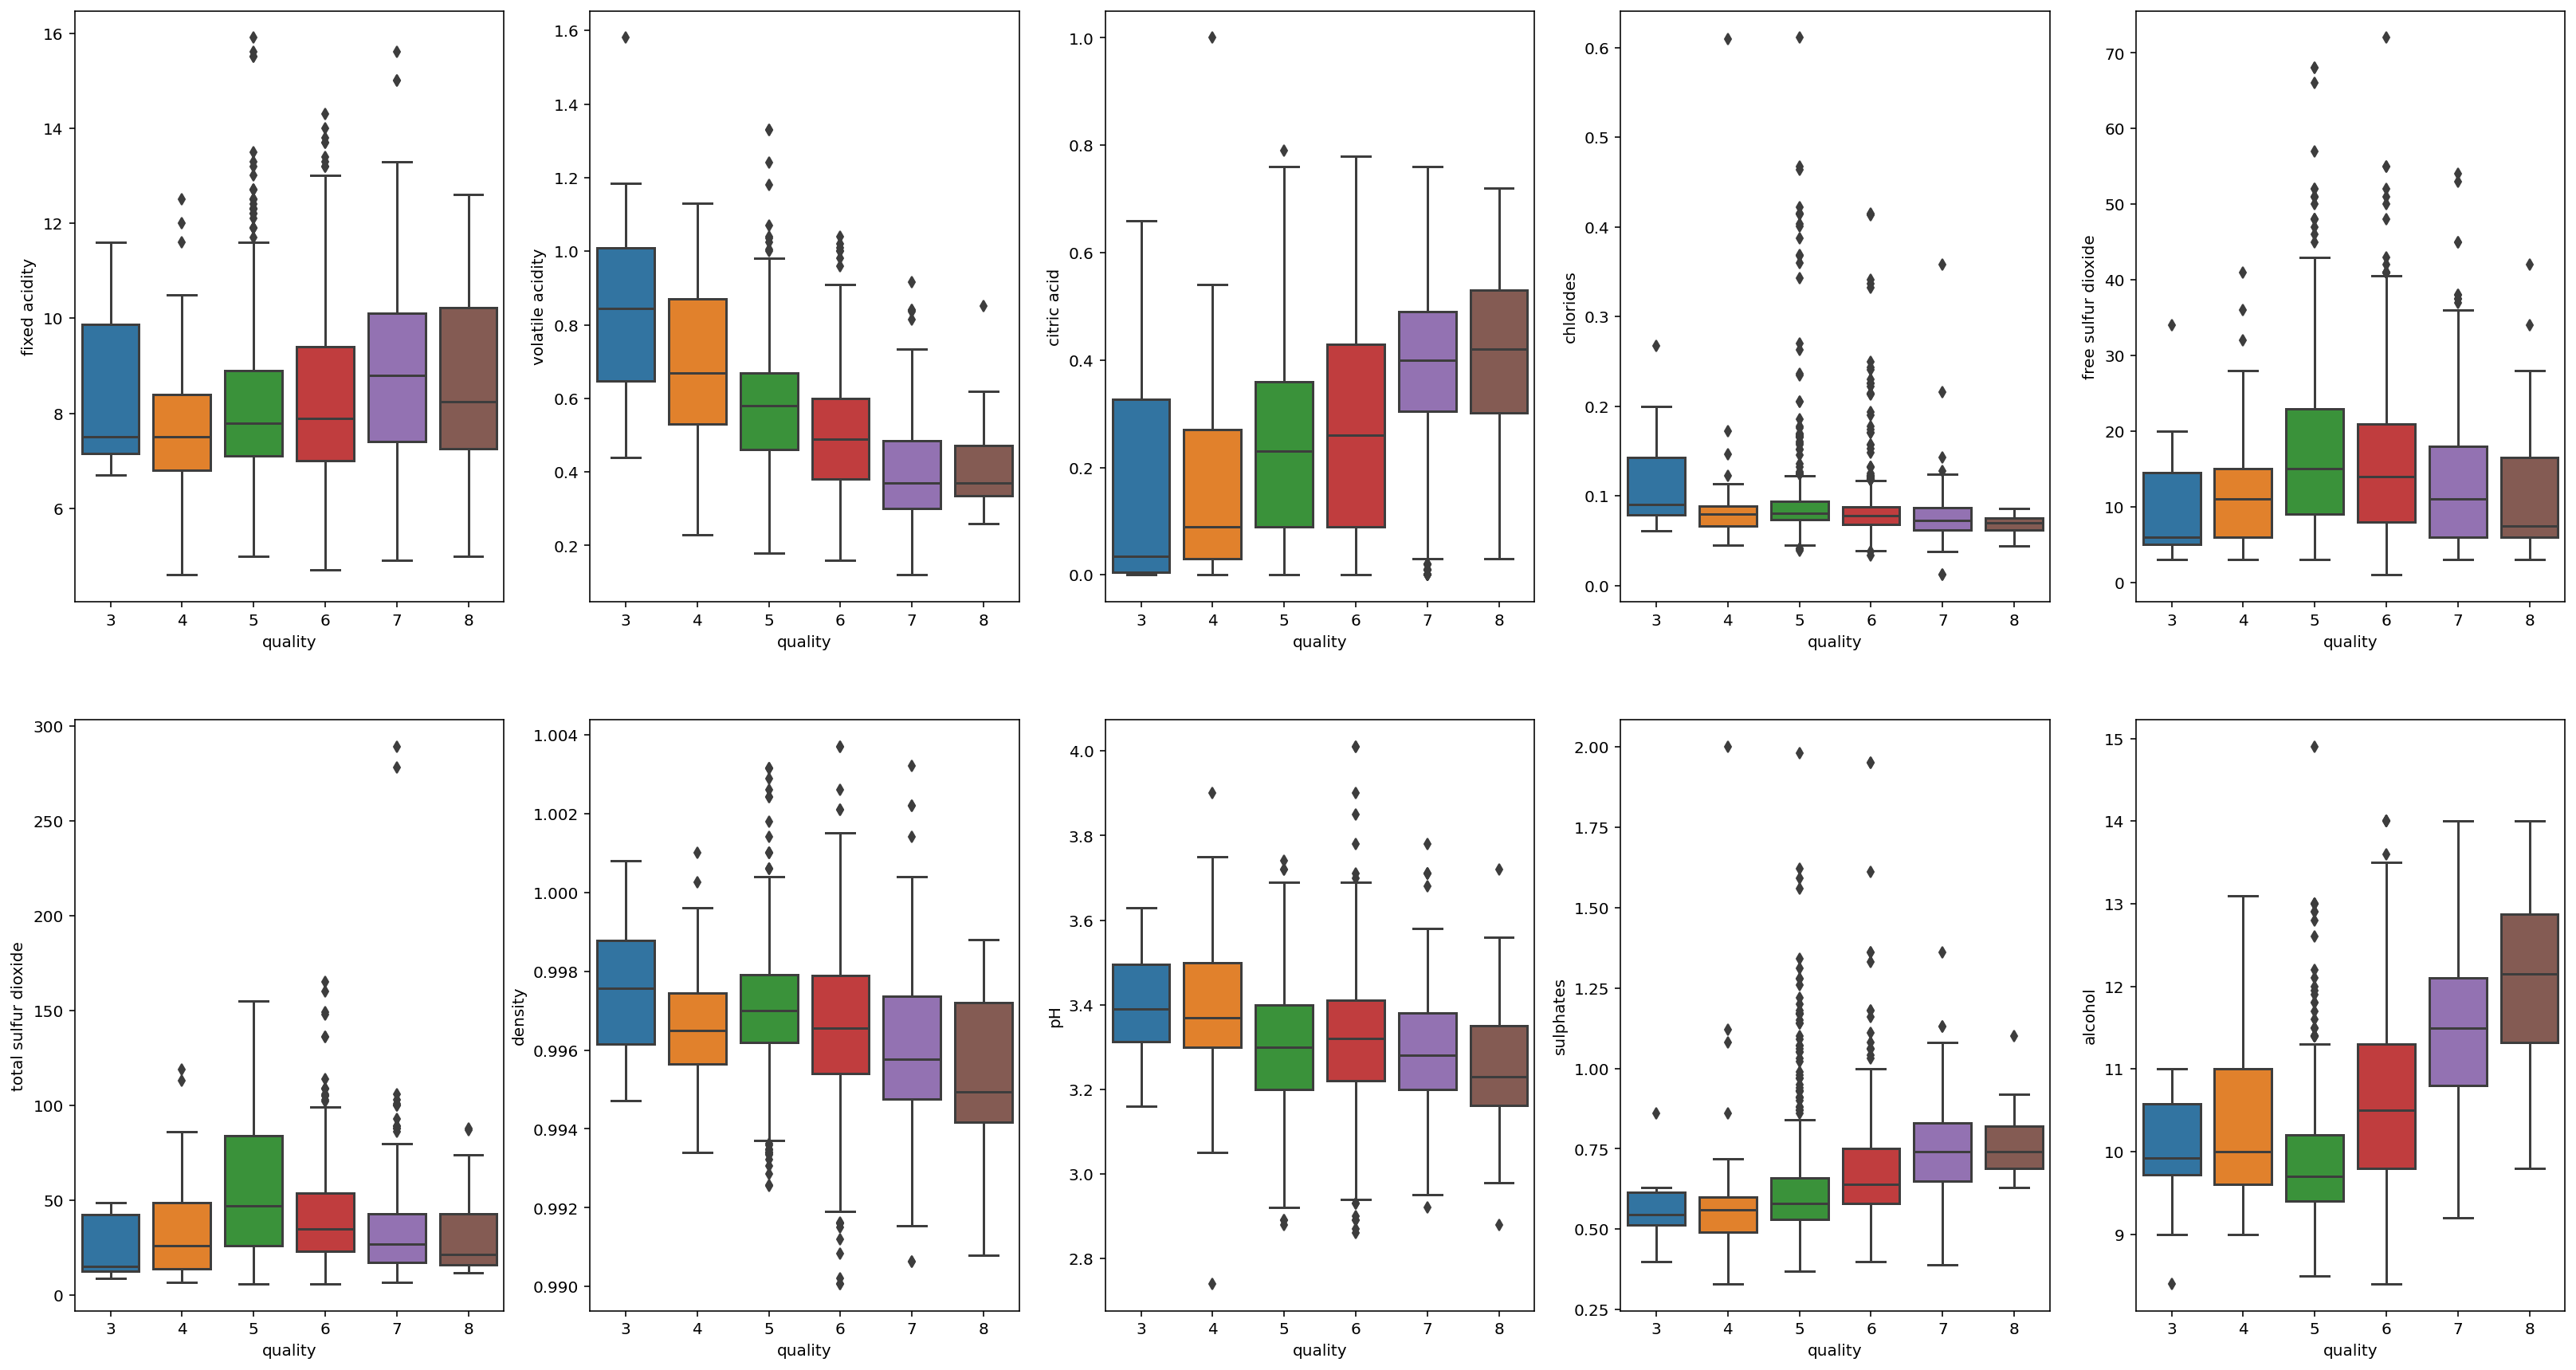 fixed acidity
16
14
12
10
8
6
3 4 5 6 7 8
quality
volatile acidity
1.6
1.4
1.2
1.0
0.8
0.6
0.4
0.2
3 4 5 6 7 8
quality
citric acid
1.0
0.8
0.6
0.4
0.2
0.0
3 4 5 6 7 8
quality
chlorides
0.6
0.5
0.4
0.3
0.2
0.1
0.0
3 4 5 6 7 8
quality
free sulfur dioxide
70
60
50
40
30
20
10
0
3 4 5 6 7 8
quality
total sulfur dioxide
300
250
200
150
100
50
0
3 4 5 6 7 8
quality
density
1.004
1.002
1.000
0.998
0.996
0.994
0.992
0.990
3 4 5 6 7 8
quality
pH
4.0
3.8
3.6
3.4
3.2
3.0
2.8
3 4 5 6 7 8
quality
sulphates
2.00
1.75
1.50
1.25
1.00
0.75
0.50
0.25
3 4 5 6 7 8
quality
alcohol
15
14
13
12
11
10
9
3 4 5 6 7 8
quality